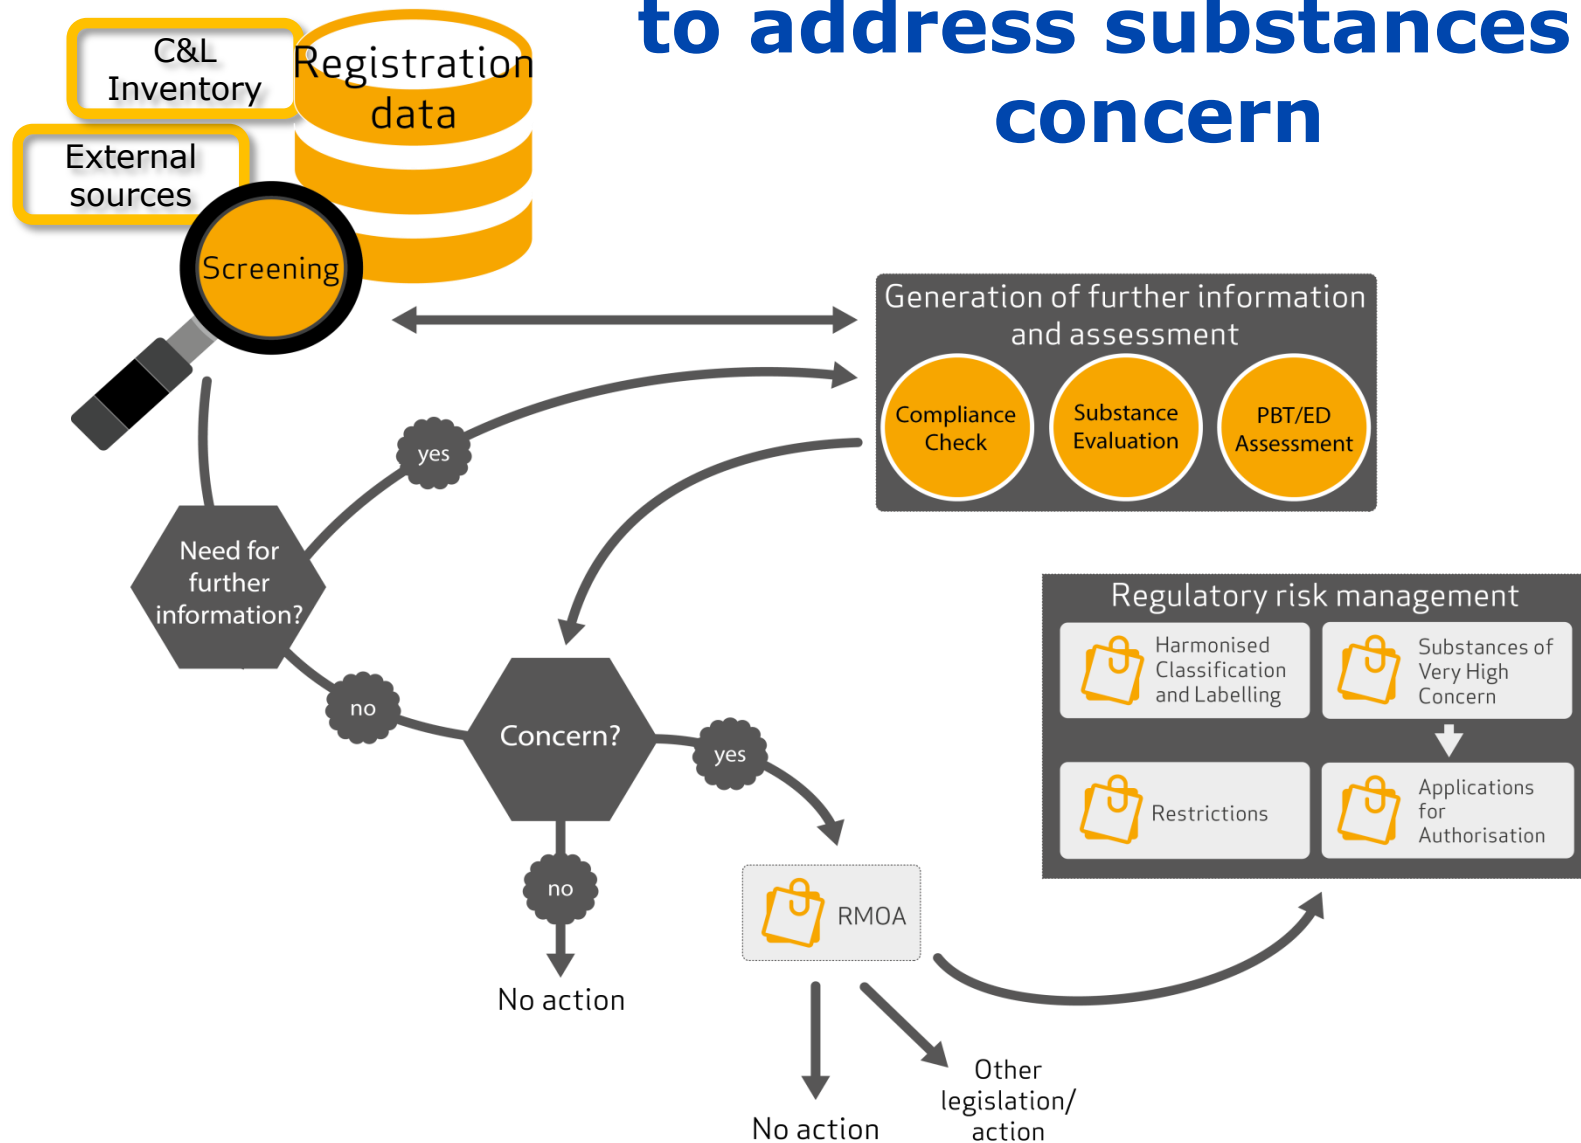 to address substances
concern
C&L
Inventory
Registration
data
External
sources
Screening
Generation of further information
and assessment
Compliance
Check
Substance
Evaluation
PBT/ED
Assessment
yes
Need for
further
information?
no
Concern?
yes
no
No action
RMOA
No action
Other
legislation/
action
Regulatory risk management
Harmonised
Classification
and Labelling
Substances of
Very High
Concern
Restrictions
Applications
for
Authorisation